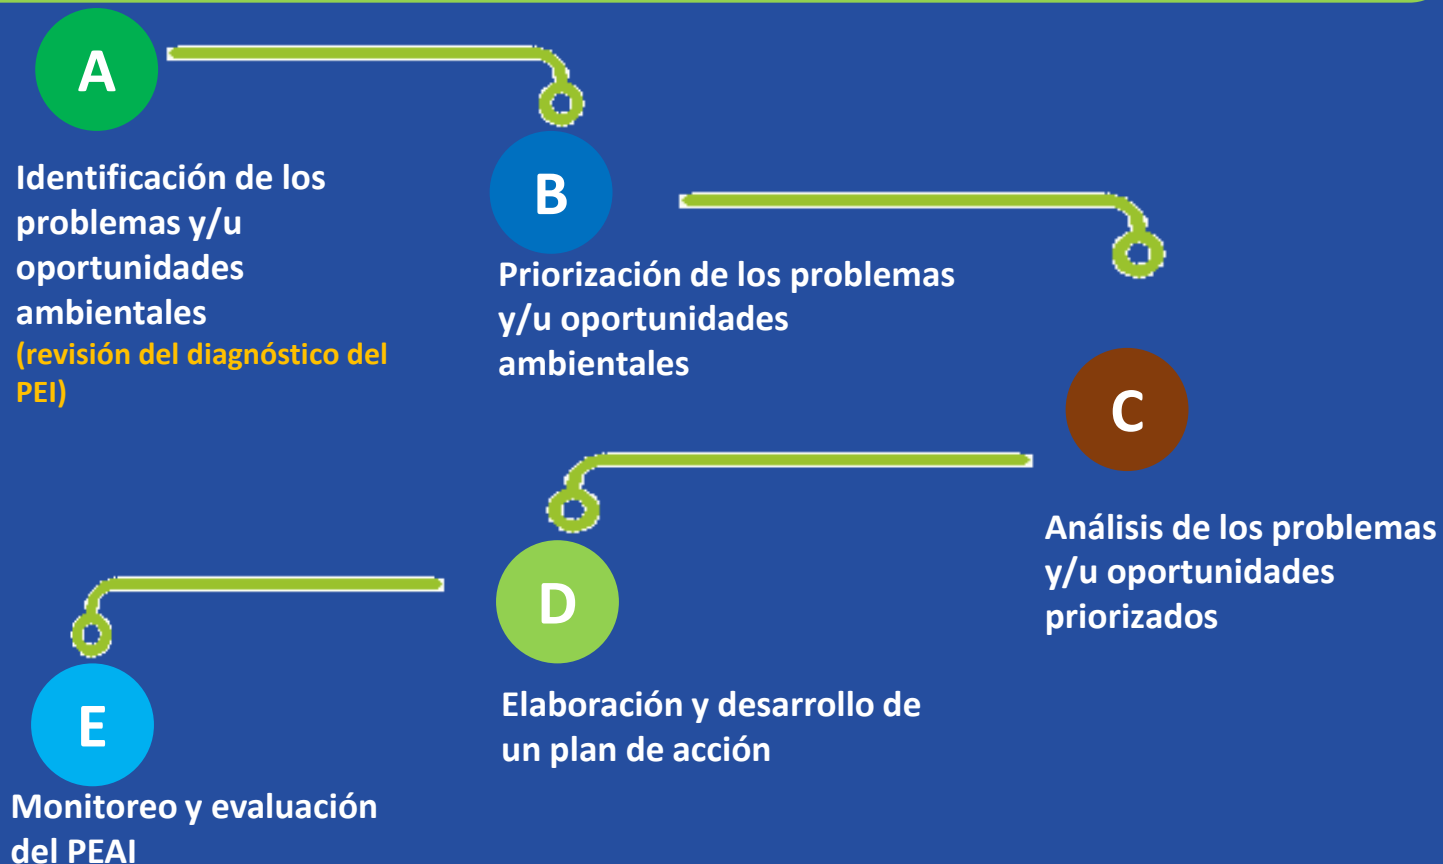 A
Identificación de los
problemas y/u
oportunidades
ambientales
(revisión del diagnóstico del
PEI)
B
Priorización de los problemas
y/u oportunidades
ambientales
C
Análisis de los problemas
y/u oportunidades
priorizados
D
Elaboración y desarrollo de
un plan de acción
E
Monitoreo y evaluación
del PEAI